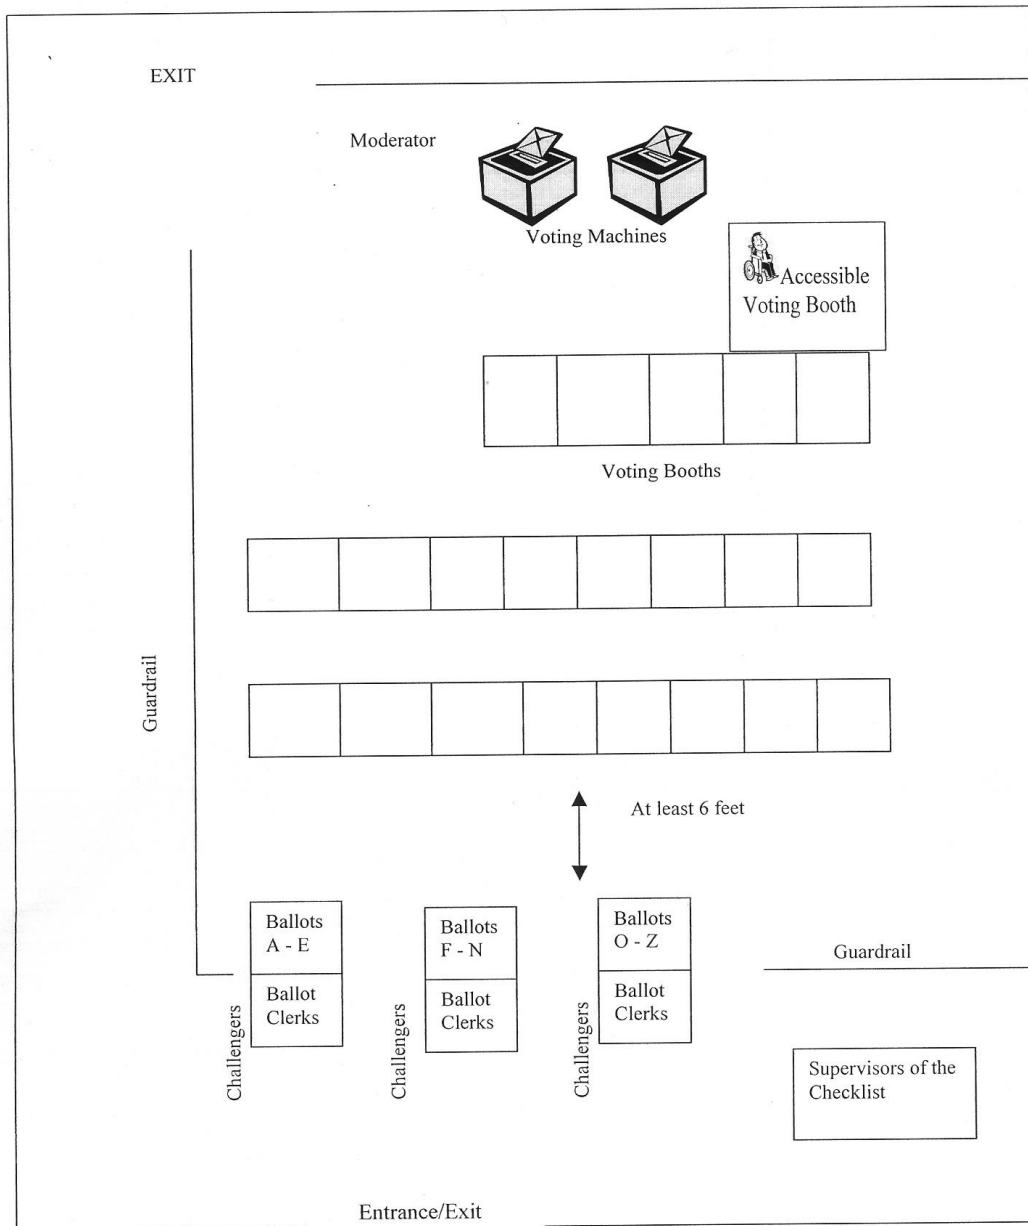 EXIT
Moderator
Voting Machines
Accessible
Voting Booth
Voting Booths
Guardrail
At least 6 feet
Ballots
A - E
Ballot
Clerks
Challengers
Ballots
F - N
Ballot
Clerks
Challengers
Ballots
O - Z
Ballot
Clerks
Challengers
Guardrail
Supervisors of the
Checklist
Entrance/Exit